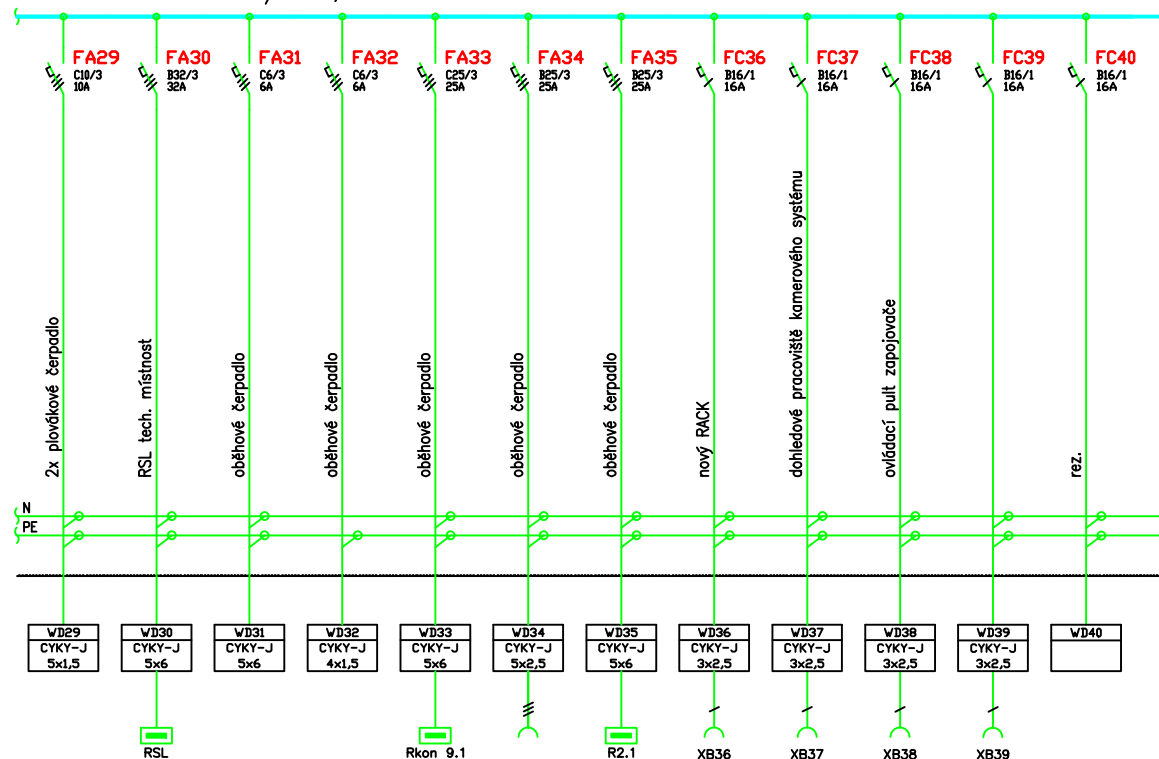 FA29
C10/3
10A
FA30
B32/3
32A
FA31
C6/3
6A
FA32
C6/3
6A
FA33
C25/3
25A
FA34
B25/3
25A
FA35
B25/3
25A
FC36
B16/1
16A
FC37
B16/1
16A
FC38
B16/1
16A
FC39
B16/1
16A
FC40
B16/1
16A
2x plovákové čerpadlo
RSL tech. místnost
oběhové čerpadlo
oběhové čerpadlo
oběhové čerpadlo
oběhové čerpadlo
oběhové čerpadlo
nový RACK
dohledové pracoviště kamerového systému
ovládací pult zapojovače
rez.
N
PE
WD29
CYKY-J
5x1,5
WD30
CYKY-J
5x6
WD31
CYKY-J
5x6
WD32
CYKY-J
4x1,5
WD33
CYKY-J
5x6
WD34
CYKY-J
5x2,5
WD35
CYKY-J
5x6
WD36
CYKY-J
3x2,5
WD37
CYKY-J
3x2,5
WD38
CYKY-J
3x2,5
WD39
CYKY-J
3x2,5
WD40
RSL
Rkon 9.1
R2.1
XB36
XB37
XB38
XB39